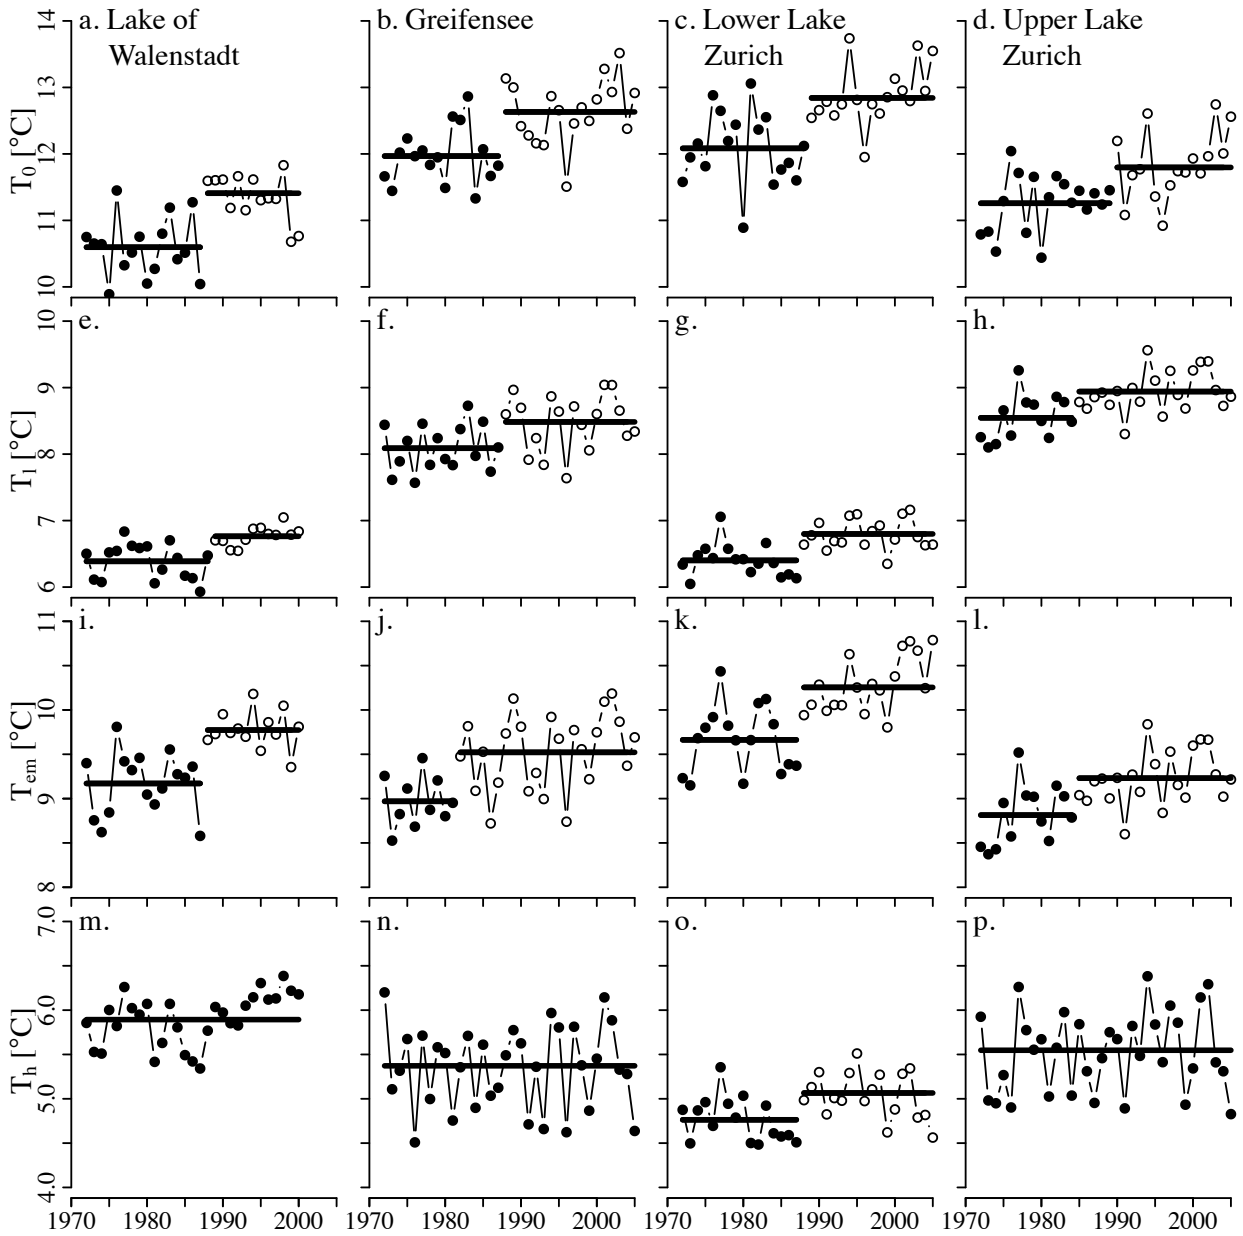 a. Lake of
Walenstadt
b. Greifensee
c. Lower Lake
Zurich
d. Upper Lake
Zurich
T0 [°C]
14
13
12
11
10
e.
f.
g.
h.
Tl [°C]
10
9
8
7
6
i.
j.
k.
l.
Tem [°C]
11
10
9
8
m.
n.
o.
p.
Th [°C]
7.0
6.0
5.0
4.0
1970 1980 1990 2000
1970 1980 1990 2000
1970 1980 1990 2000
1970 1980 1990 2000